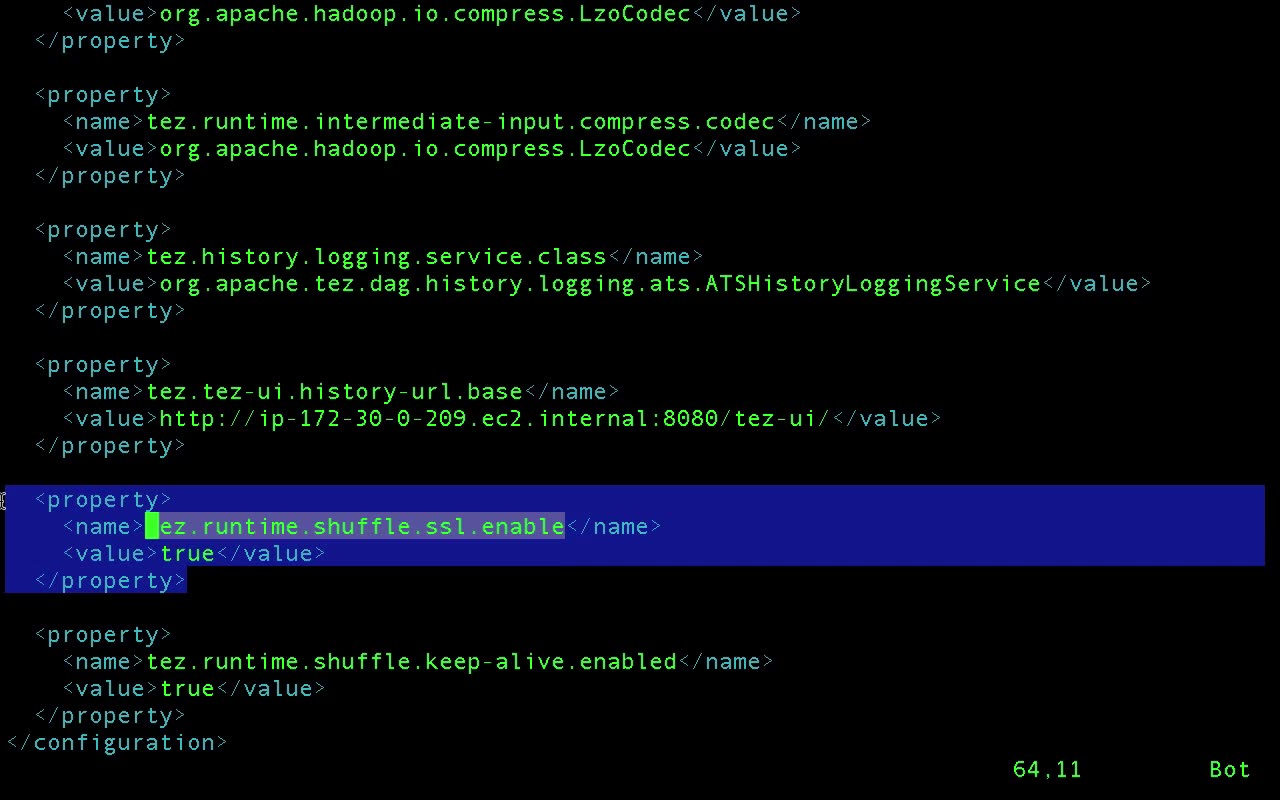 <value>org.apache.hadoop.io.compress.LzoCodec</value>
</property>
<property>
<name>tez.runtime.intermediate-input.compress.codec</name>
<value>org.apache.hadoop.io.compress.LzoCodec</value>
</property>
<property>
<name>tez.history.logging.service.class</name>
<value>org.apache.tez.dag.history.logging.ats.ATSHistoryLoggingService</value>
</property>
<property>
<name>tez.tez-ui.history-url.base</name>
<value>http://ip-172-30-0-209.ec2.internal:8080/tez-ui/</value>
</property>
<property>
<name>tez.runtime.shuffle.ssl.enable</name>
<value>true</value>
</property>
<property>
<name>tez.runtime.shuffle.keep-alive.enabled</name>
<value>true</value>
</property>
</configuration>
64,11 Bot